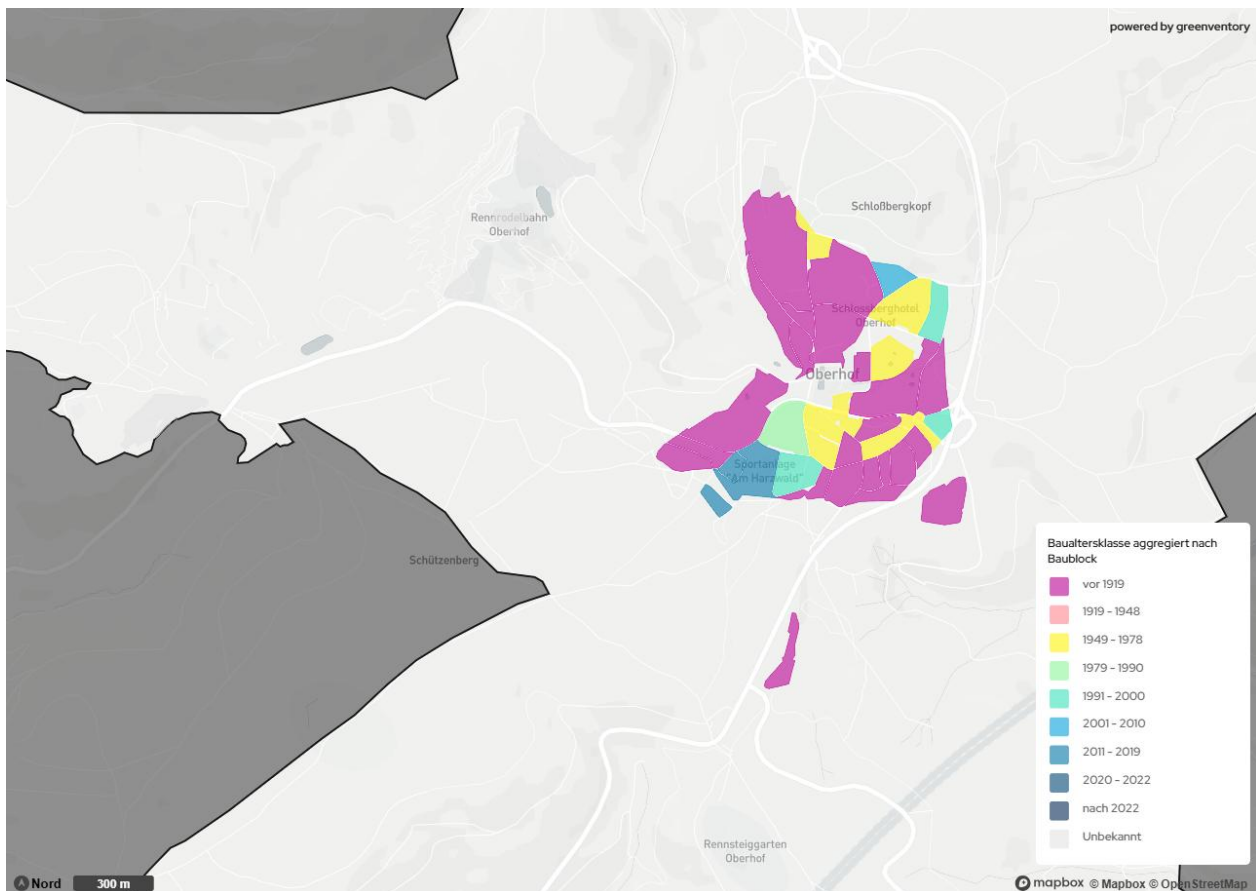 powered by greenventory
Schloßbergkopf
Rennrodelbahn
Oberhof
Schlossberghotel
Oberhof
Oberhof
Sportanlage
"Am Harzwald"
Schützenberg
Rennsteiggarten
Oberhof
Baualtersklasse aggregiert nach
Baublock
vor 1919
1919 - 1948
1949 - 1978
1979 - 1990
1991 - 2000
2001 - 2010
2011 - 2019
2020 - 2022
nach 2022
Unbekannt
Nord 300 m
mapbox © Mapbox © OpenStreetMap